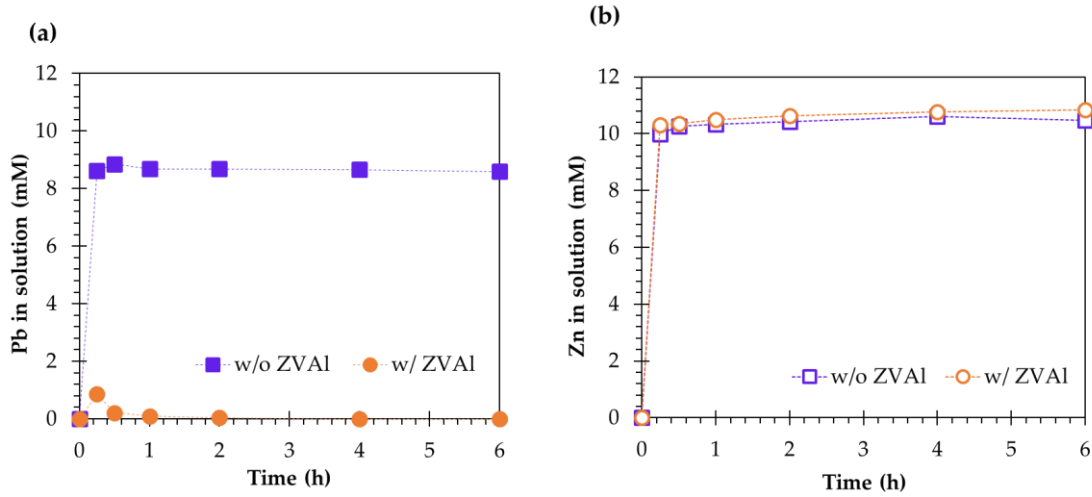 (a)
12
10
8
6
4
2
0
Pb in solution (mM)
w/o ZVAl w/ ZVAl
0 1 2 3 4 5 6
Time (h)
(b)
12
10
8
6
4
2
0
Zn in solution (mM)
w/o ZVAl w/ ZVAl
0 1 2 3 4 5 6
Time (h)